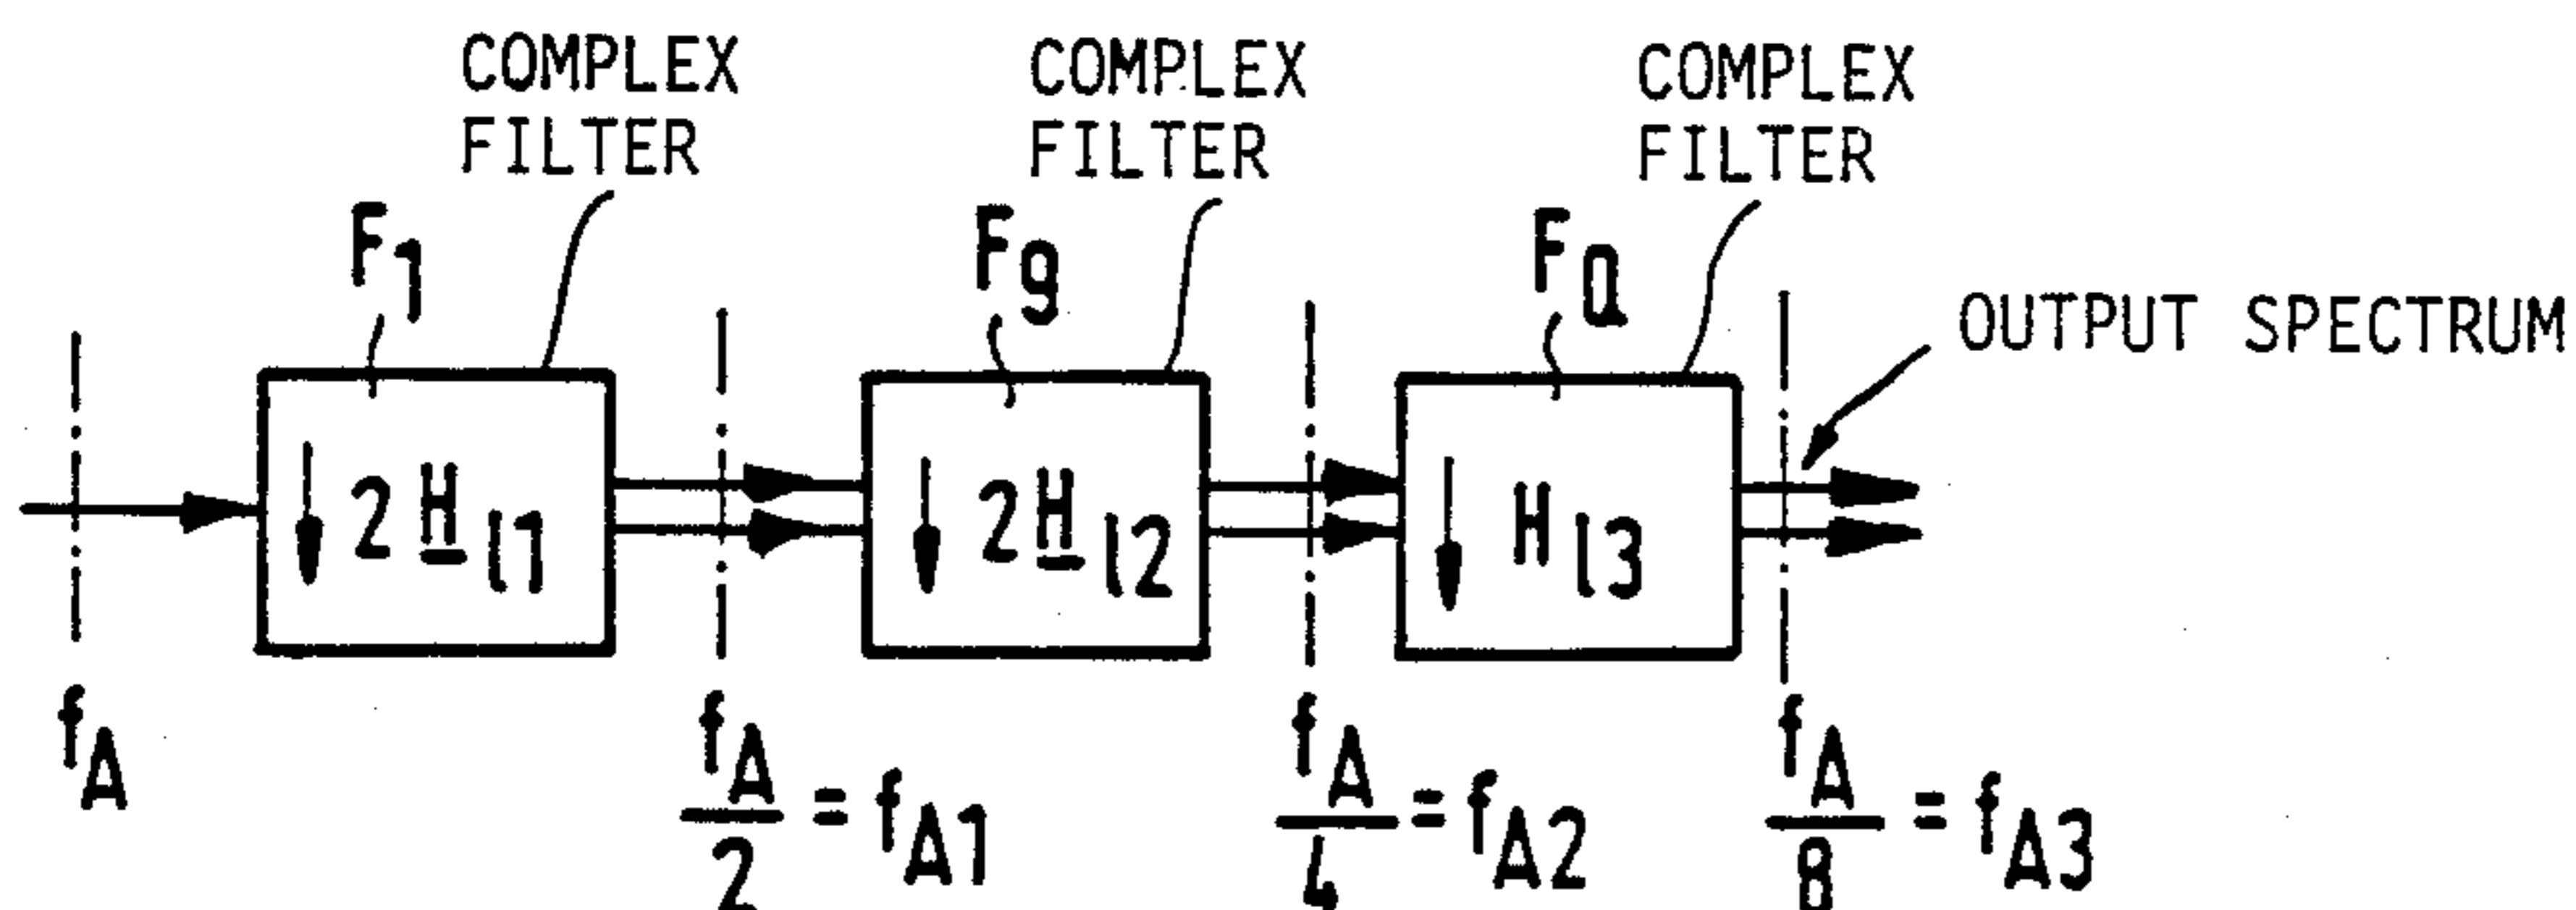 COMPLEX
FILTER
COMPLEX
FILTER
COMPLEX
FILTER
F1
Fg
FQ
OUTPUT SPECTRUM
↓ 2 H l1
↓ 2 H l2
↓ H l3
fA
fA/2 = fA1
fA/4 = fA2
fA/8 = fA3